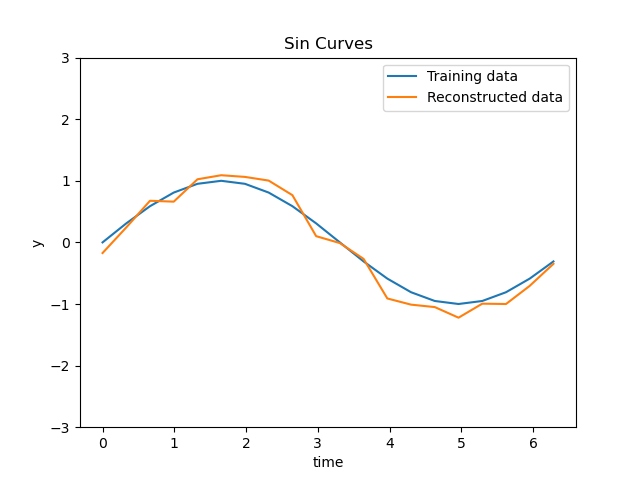 Sin Curves
Training data
Reconstructed data
3
2
1
0
−1
−2
−3
y
0 1 2 3 4 5 6
time